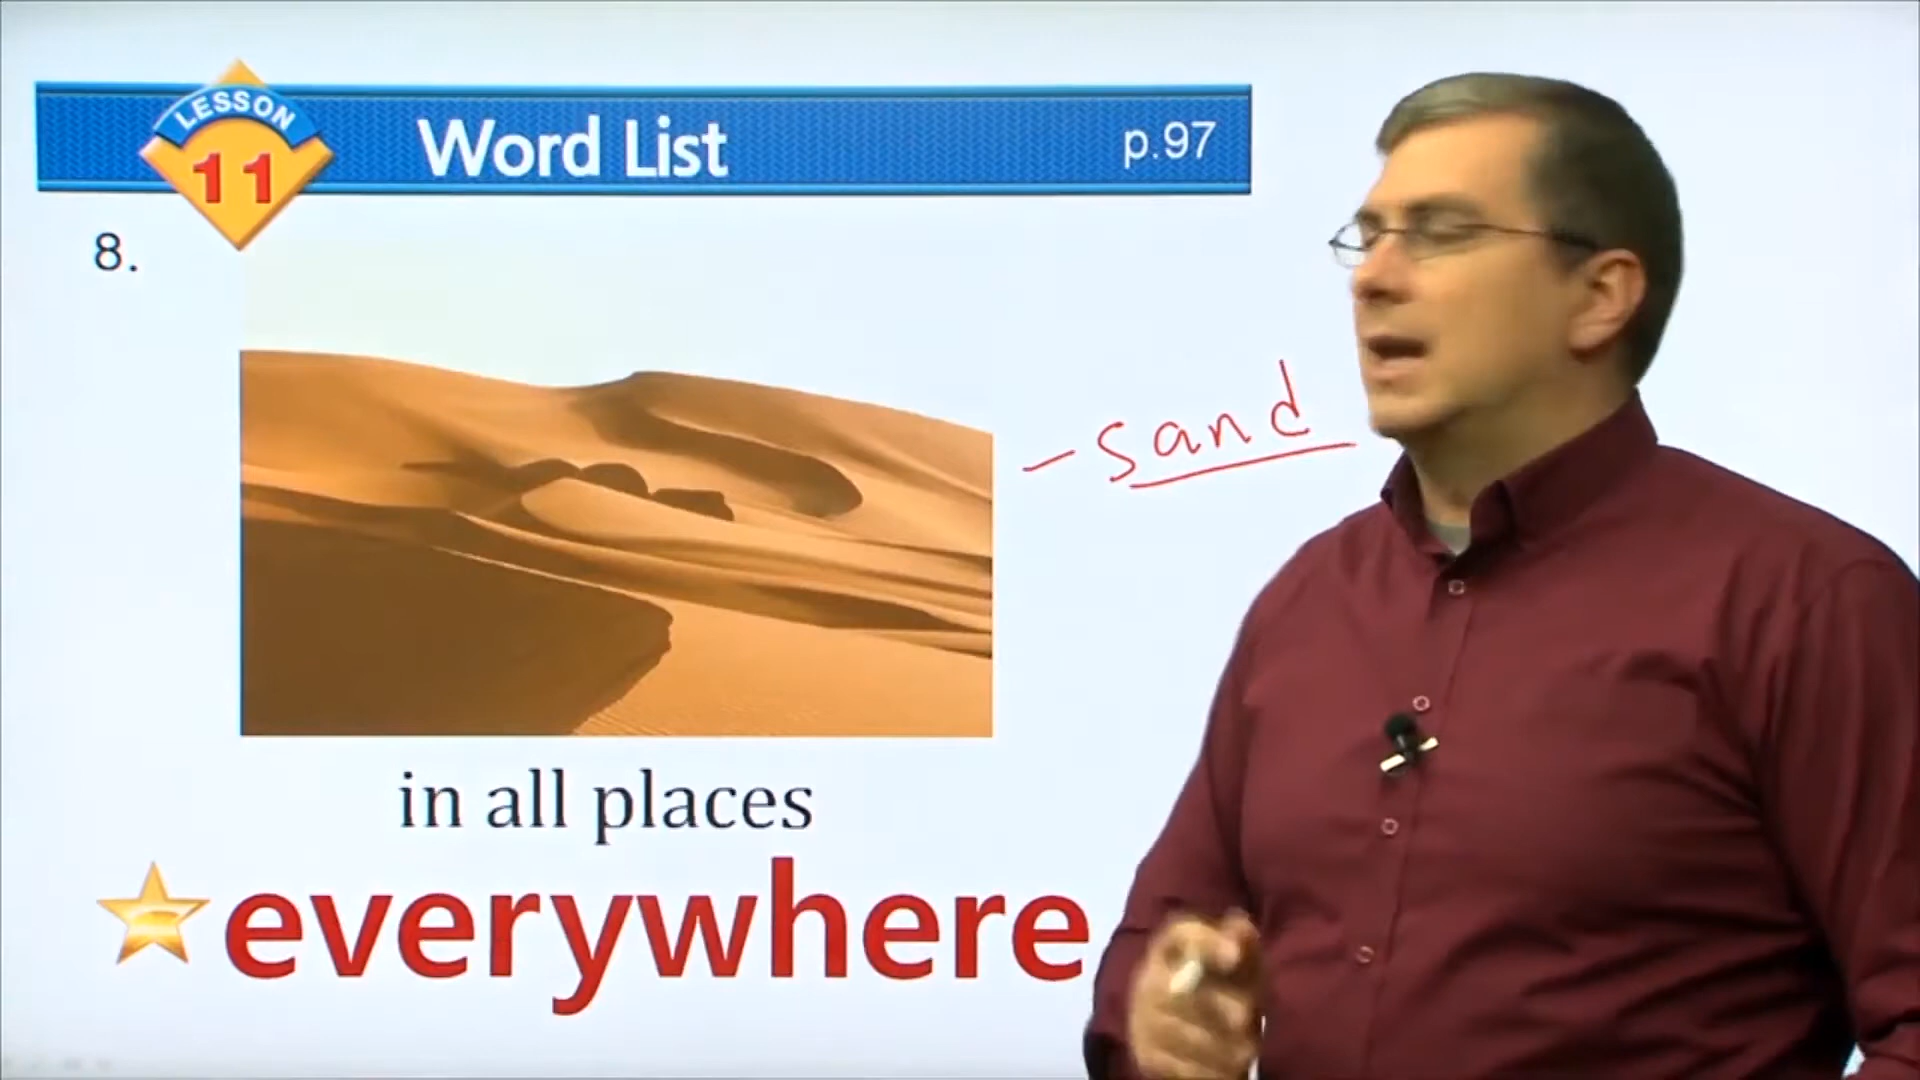 LESSON
11
Word List
p.97
8.
- sand
in all places
everywhere